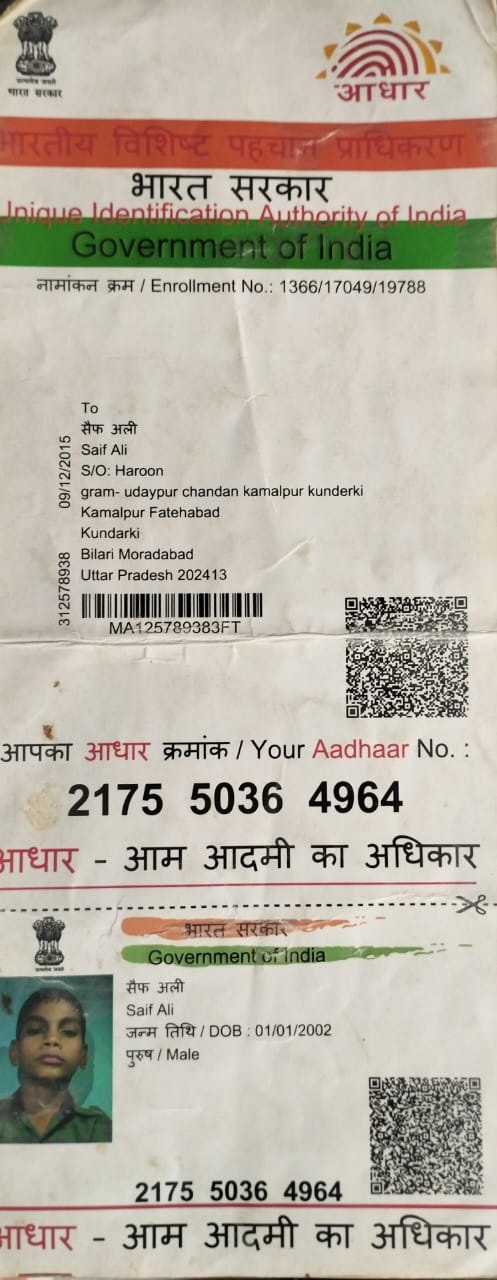 सत्यमेव जयते
भारत सरकार
आधार
भारतीय विशिष्ट पहचान प्राधिकरण
भारत सरकार
Unique Identification Authority of India
Government of India
नामांकन क्रम / Enrollment No.: 1366/17049/19788
To
सैफ अली
Saif Ali
S/O: Haroon
gram- udaypur chandan kamalpur kunderki
Kamalpur Fatehabad
Kundarki
Bilari Moradabad
Uttar Pradesh 202413
312578938 09/12/2015
MA125789383FT
आपका आधार क्रमांक / Your Aadhaar No. :
2175 5036 4964
आधार - आम आदमी का अधिकार
भारत सरकार
Government of India
सैफ अली
Saif Ali
जन्म तिथि / DOB : 01/01/2002
पुरुष / Male
2175 5036 4964
आधार - आम आदमी का अधिकार